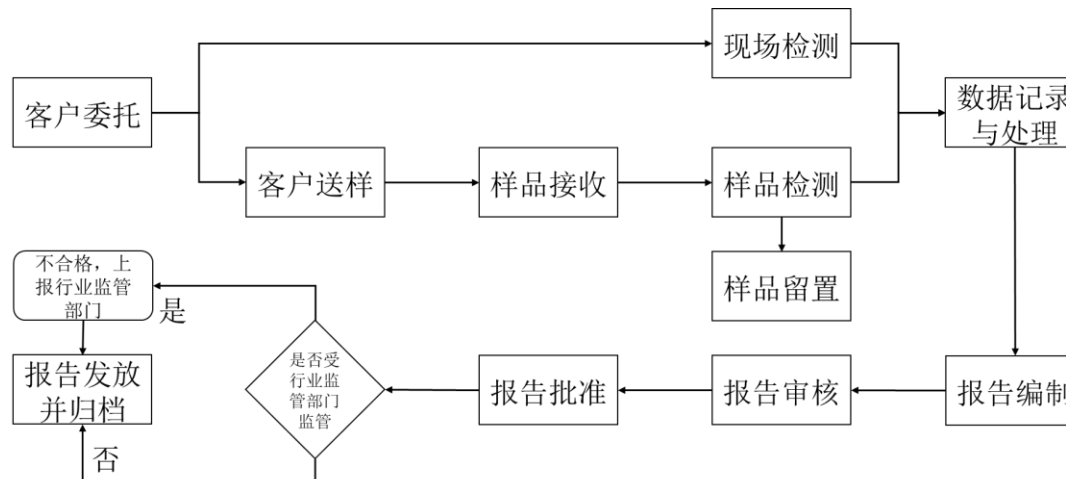 现场检测
客户委托
数据记录
与处理
客户送样
样品接收
样品检测
样品留置
不合格，上
报行业监管
部门
是
是否受
行业监
管部门
监管
报告发放
并归档
报告批准
报告审核
报告编制
否